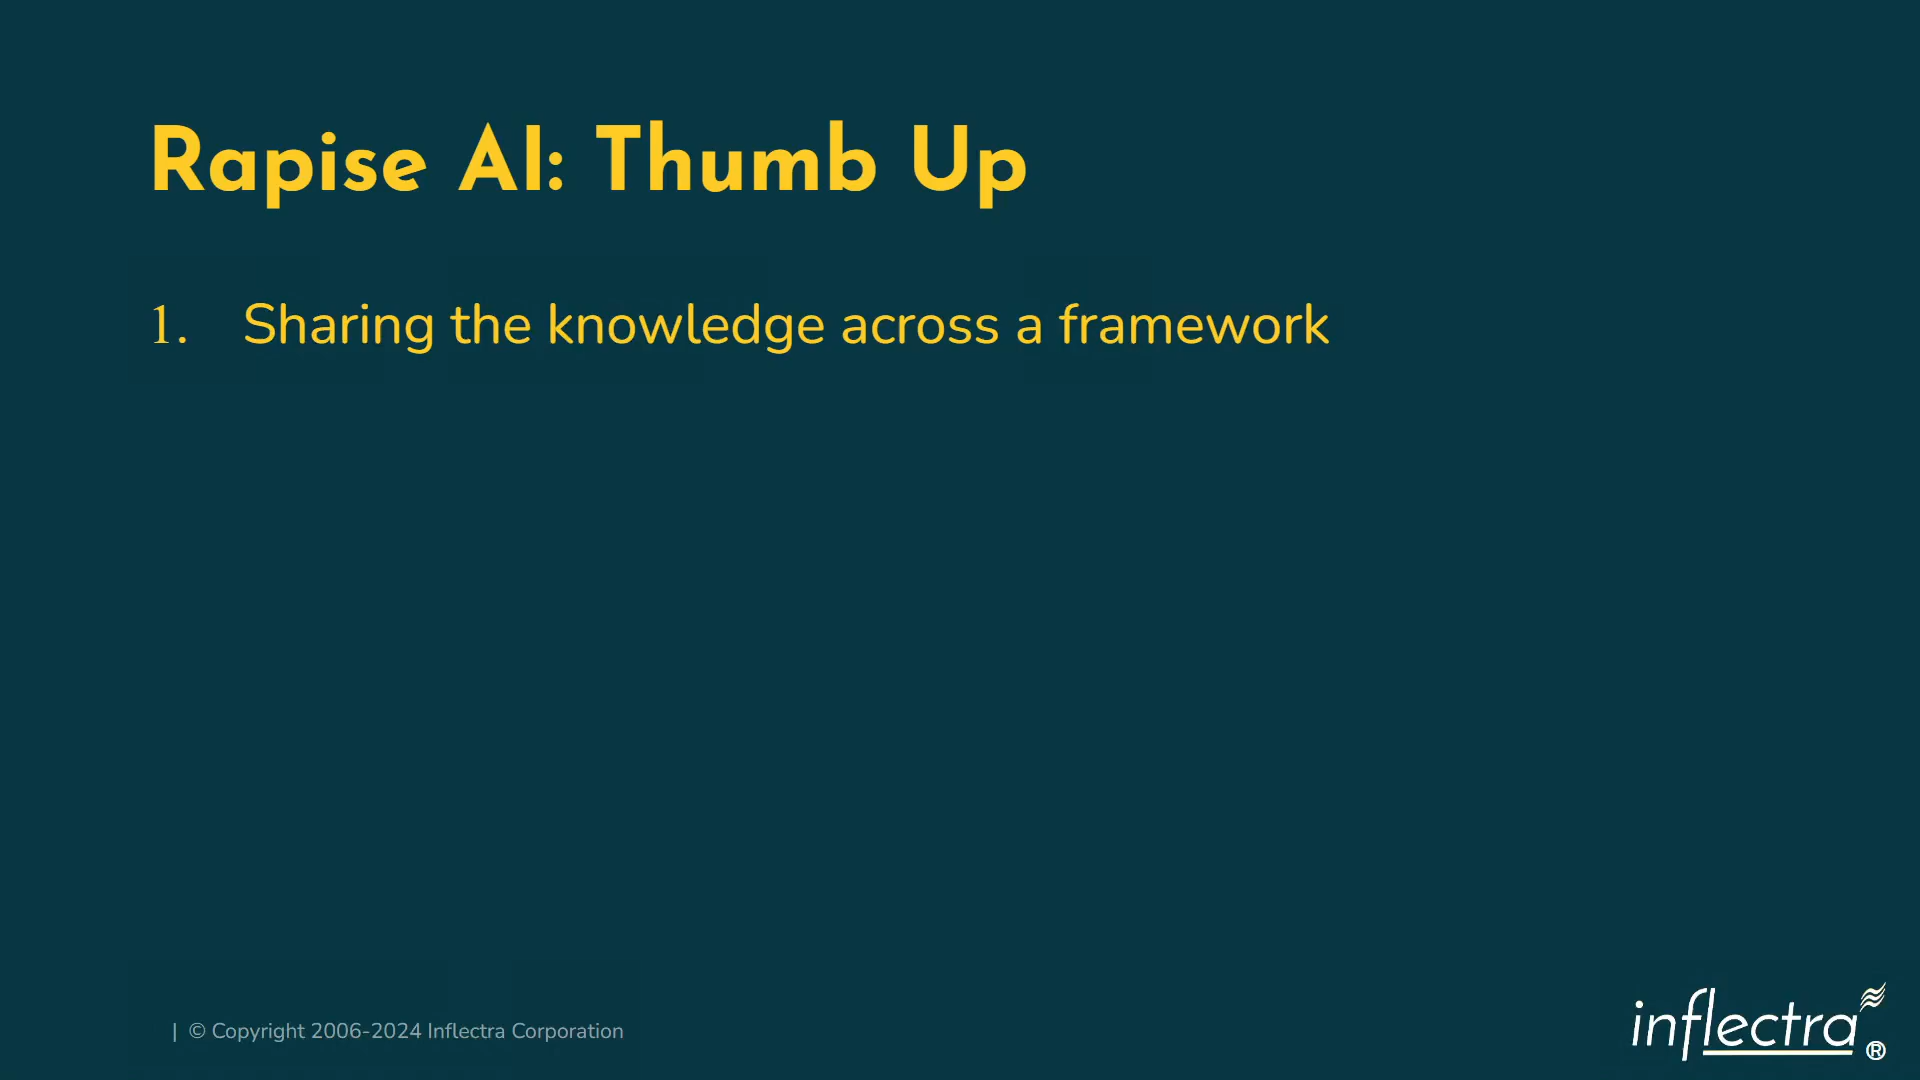 Rapise AI: Thumb Up
1. Sharing the knowledge across a framework
| © Copyright 2006-2024 Inflectra Corporation
inflectra®